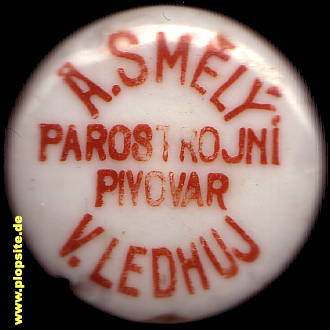 A. SMĚLÝ.
PAROSTROJNÍ
PIVOVAR
V. LEDHUJ
www.plopsite.de